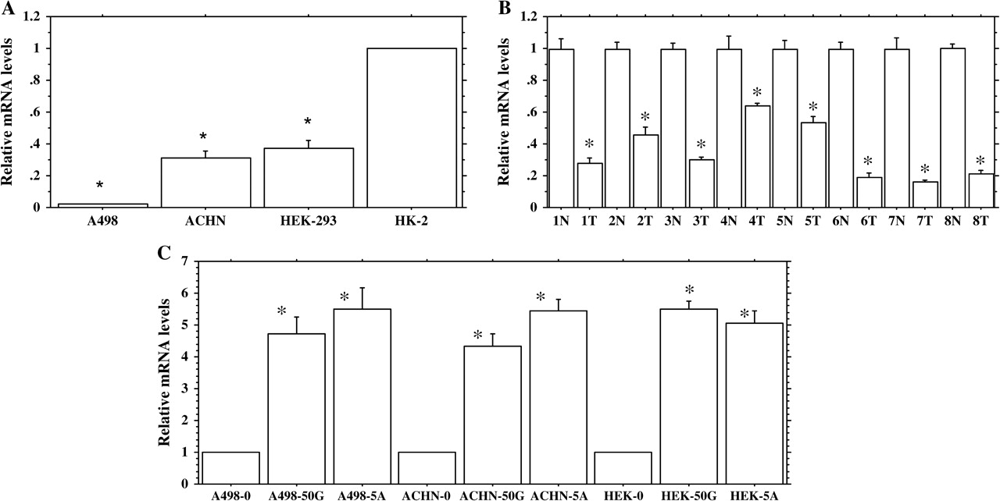 A
Relative mRNA levels
1.2
1
.8
.6
.4
.2
0
*
*
*
A498 ACHN HEK-293 HK-2
B
Relative mRNA levels
1.2
1
.8
.6
.4
.2
0
* * * * * * * *
1N 1T 2N 2T 3N 3T 4N 4T 5N 5T 6N 6T 7N 7T 8N 8T
C
Relative mRNA levels
7
6
5
4
3
2
1
0
* * * * * *
A498-0 A498-50G A498-5A ACHN-0 ACHN-50G ACHN-5A HEK-0 HEK-50G HEK-5A